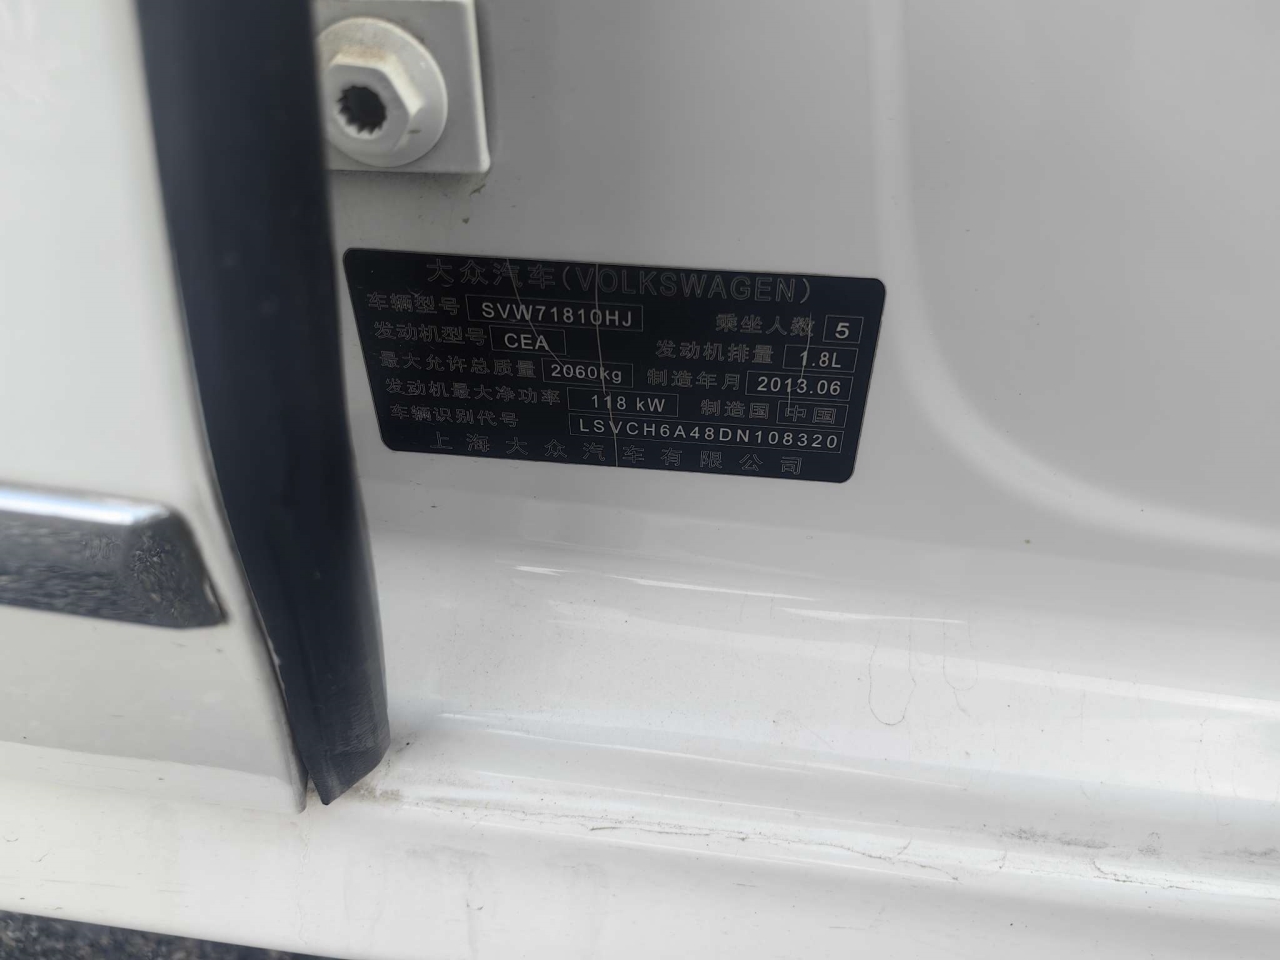 大众汽车(VOLKSWAGEN)
车辆型号 SVW71810HJ 乘坐人数 5
发动机型号 CEA 发动机排量 1.8L
最大允许总质量 2060kg 制造年月 2013.06
发动机最大净功率 118 kW 制造国 中国
车辆识别代号 LSVCH6A48DN108320
上海大众汽车有限公司